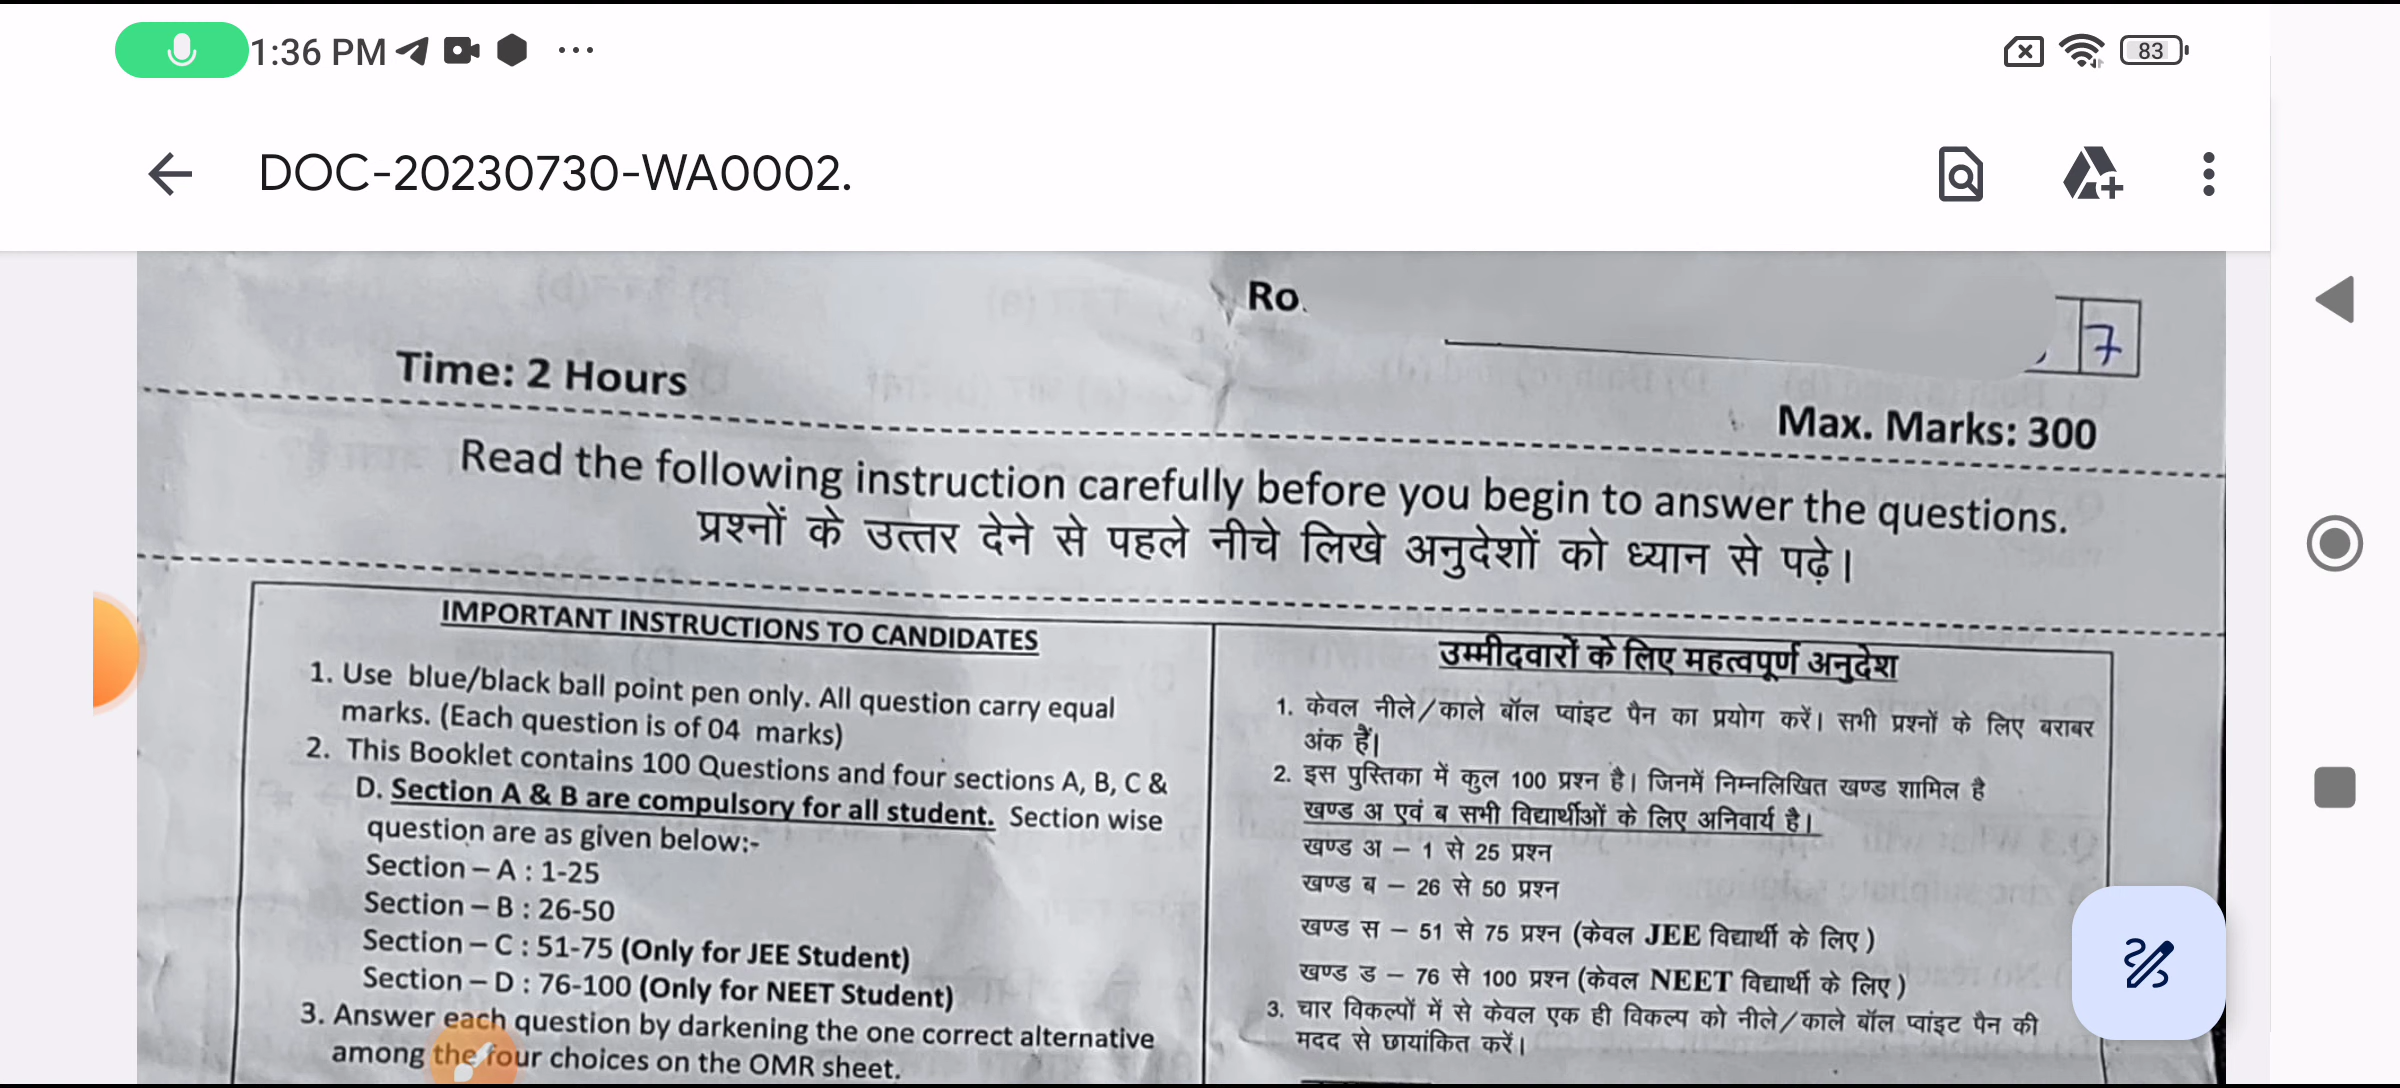 1:36 PM
83
DOC-20230730-WA0002.
Ro.
7
Time: 2 Hours
Max. Marks: 300
Read the following instruction carefully before you begin to answer the questions.
प्रश्नों के उत्तर देने से पहले नीचे लिखे अनुदेशों को ध्यान से पढ़े।
IMPORTANT INSTRUCTIONS TO CANDIDATES
1. Use blue/black ball point pen only. All question carry equal
marks. (Each question is of 04 marks)
2. This Booklet contains 100 Questions and four sections A, B, C &
D. Section A & B are compulsory for all student. Section wise
question are as given below:-
Section – A : 1-25
Section – B : 26-50
Section – C : 51-75 (Only for JEE Student)
Section – D : 76-100 (Only for NEET Student)
3. Answer each question by darkening the one correct alternative
among the four choices on the OMR sheet.
उम्मीदवारों के लिए महत्वपूर्ण अनुदेश
1. केवल नीले/काले बॉल प्वांइट पैन का प्रयोग करें। सभी प्रश्नों के लिए बराबर
अंक हैं।
2. इस पुस्तिका में कुल 100 प्रश्न है। जिनमें निम्नलिखित खण्ड शामिल है
खण्ड अ एवं ब सभी विद्यार्थीओं के लिए अनिवार्य है।
खण्ड अ – 1 से 25 प्रश्न
खण्ड ब – 26 से 50 प्रश्न
खण्ड स – 51 से 75 प्रश्न (केवल JEE विद्यार्थी के लिए )
खण्ड ड – 76 से 100 प्रश्न (केवल NEET विद्यार्थी के लिए )
3. चार विकल्पों में से केवल एक ही विकल्प को नीले/काले बॉल प्वांइट पैन की
मदद से छायांकित करें।